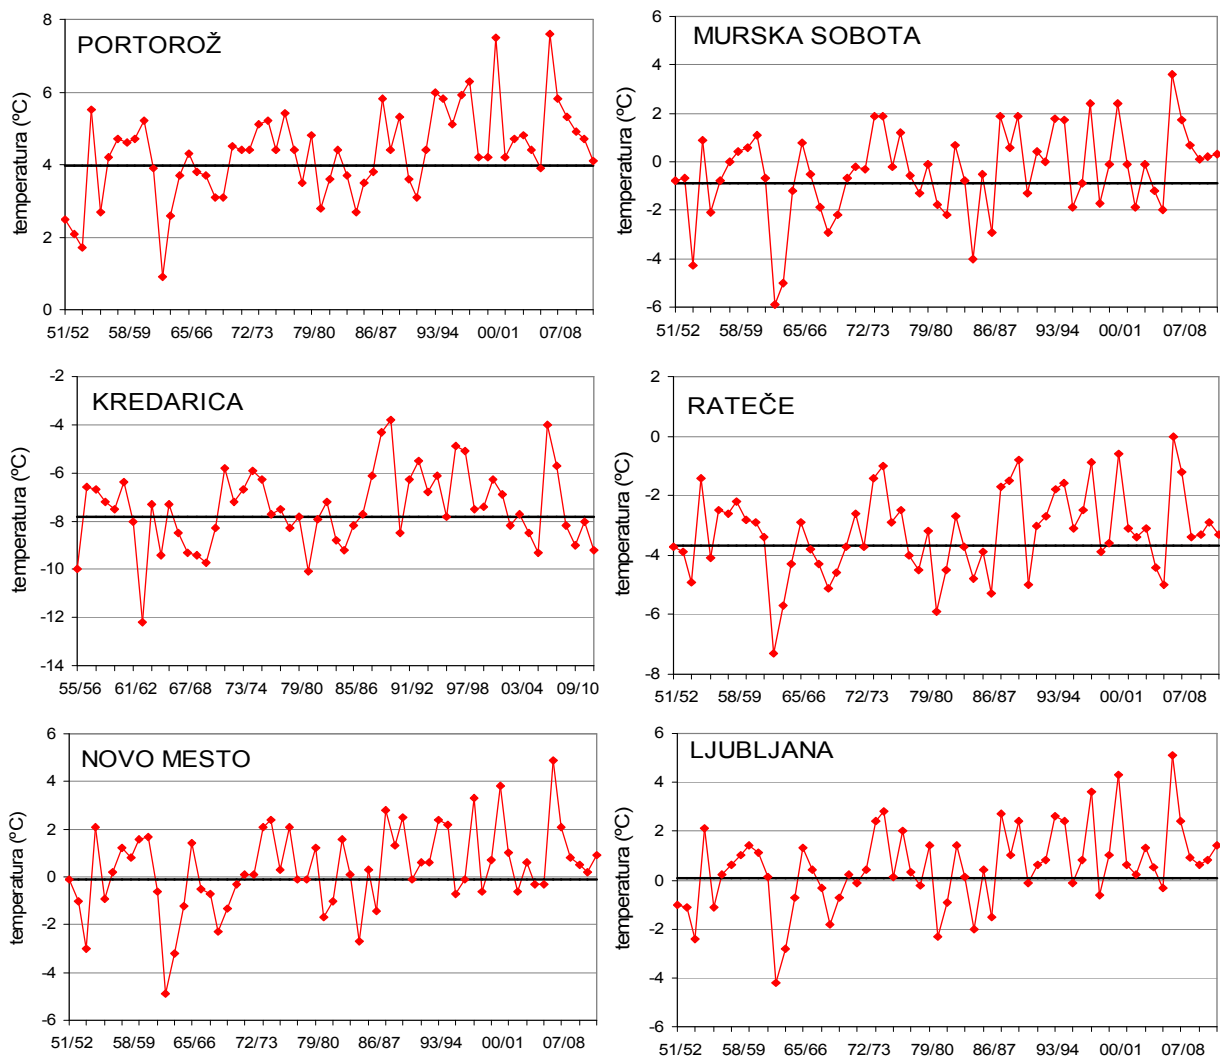 PORTOROŽ
temperatura (ºC)
8
6
4
2
0
51/52 58/59 65/66 72/73 79/80 86/87 93/94 00/01 07/08
MURSKA SOBOTA
temperatura (ºC)
6
4
2
0
-2
-4
-6
51/52 58/59 65/66 72/73 79/80 86/87 93/94 00/01 07/08
KREDARICA
temperatura (ºC)
-2
-4
-6
-8
-10
-12
-14
55/56 61/62 67/68 73/74 79/80 85/86 91/92 97/98 03/04 09/10
RATEČE
temperatura (ºC)
2
0
-2
-4
-6
-8
51/52 58/59 65/66 72/73 79/80 86/87 93/94 00/01 07/08
NOVO MESTO
temperatura (ºC)
6
4
2
0
-2
-4
-6
51/52 58/59 65/66 72/73 79/80 86/87 93/94 00/01 07/08
LJUBLJANA
temperatura (ºC)
6
4
2
0
-2
-4
-6
51/52 58/59 65/66 72/73 79/80 86/87 93/94 00/01 07/08